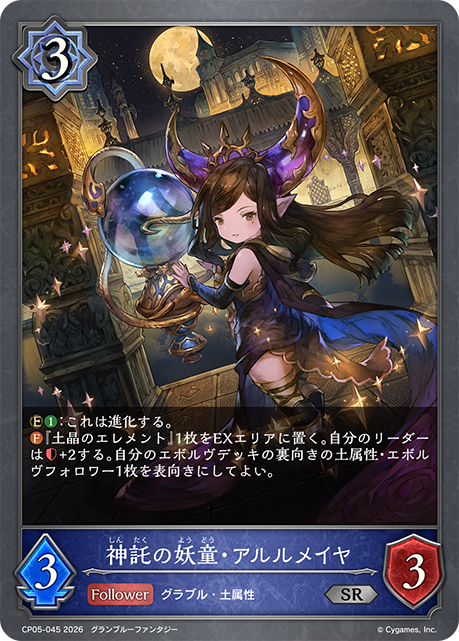 3
E 1:これは進化する。
F 『土晶のエレメント』1枚をEXエリアに置く。自分のリーダー
は+2する。自分のエボルヴデッキの裏向きの土属性・エボル
ヴフォロワー1枚を表向きにしてよい。
しんたく ようどう
神託の妖童・アルルメイヤ
3
Follower グラブル・土属性
SR
3
CP05-045 2026 グランブルーファンタジー
© Cygames, Inc.